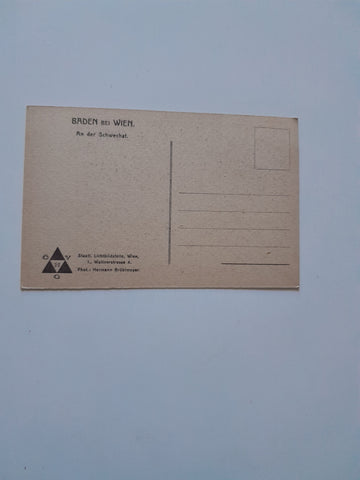 BADEN BEI WIEN.
An der Schwechat.
Staatl. Lichtbildstelle, Wien,
I., Wallnerstrasse 4.
Phot.: Hermann Brühlmeyer.